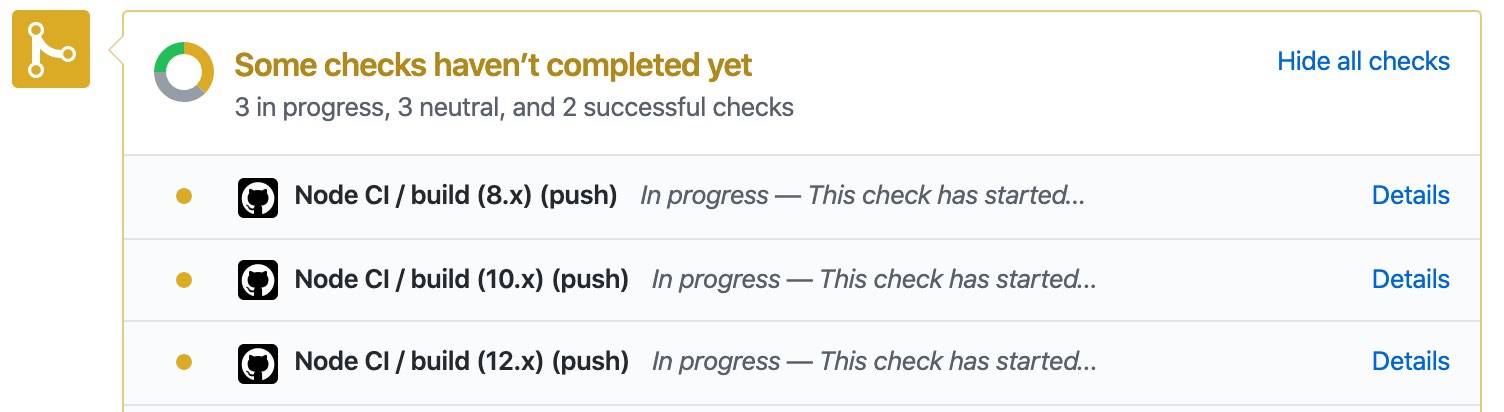 Some checks haven’t completed yet
Hide all checks
3 in progress, 3 neutral, and 2 successful checks
Node CI / build (8.x) (push) In progress — This check has started... Details
Node CI / build (10.x) (push) In progress — This check has started... Details
Node CI / build (12.x) (push) In progress — This check has started... Details